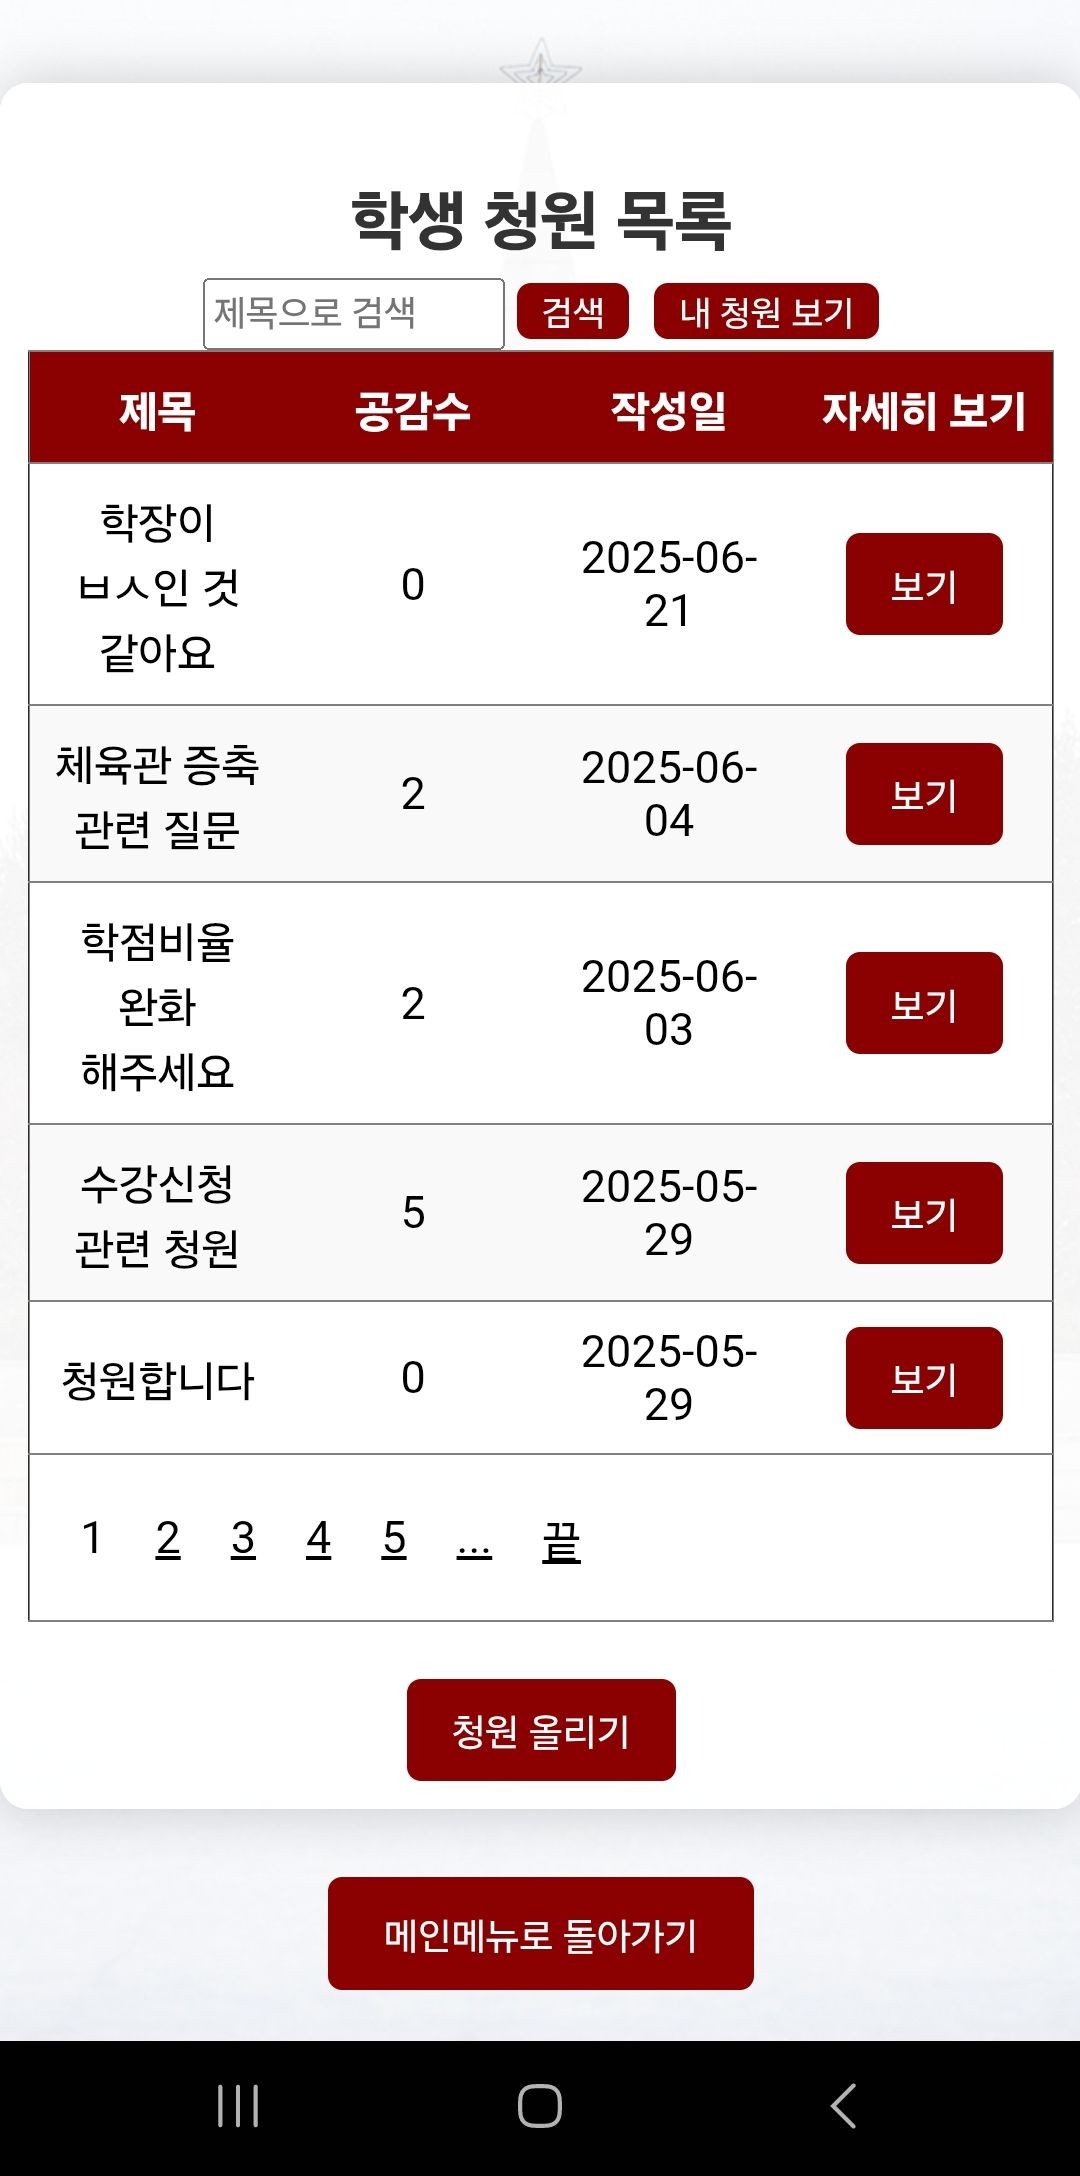 학생 청원 목록
제목으로 검색 검색 내 청원 보기
제목 공감수 작성일 자세히 보기
학장이
ㅂㅅ인 것
같아요
0
2025-06-
21
보기
체육관 증축
관련 질문
2
2025-06-
04
보기
학점비율
완화
해주세요
2
2025-06-
03
보기
수강신청
관련 청원
5
2025-05-
29
보기
청원합니다
0
2025-05-
29
보기
1 2 3 4 5 ... 끝
청원 올리기
메인메뉴로 돌아가기